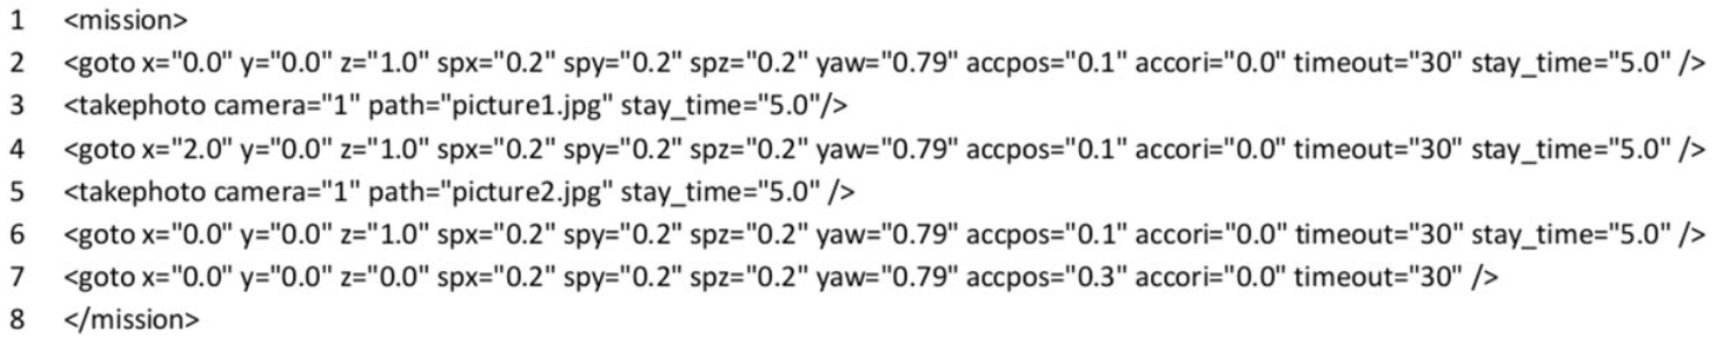 1 <mission>
2 <goto x="0.0" y="0.0" z="1.0" spx="0.2" spy="0.2" spz="0.2" yaw="0.79" accpos="0.1" accori="0.0" timeout="30" stay_time="5.0" />
3 <takephoto camera="1" path="picture1.jpg" stay_time="5.0"/>
4 <goto x="2.0" y="0.0" z="1.0" spx="0.2" spy="0.2" spz="0.2" yaw="0.79" accpos="0.1" accori="0.0" timeout="30" stay_time="5.0" />
5 <takephoto camera="1" path="picture2.jpg" stay_time="5.0" />
6 <goto x="0.0" y="0.0" z="1.0" spx="0.2" spy="0.2" spz="0.2" yaw="0.79" accpos="0.1" accori="0.0" timeout="30" stay_time="5.0" />
7 <goto x="0.0" y="0.0" z="0.0" spx="0.2" spy="0.2" spz="0.2" yaw="0.79" accpos="0.3" accori="0.0" timeout="30" />
8 </mission>